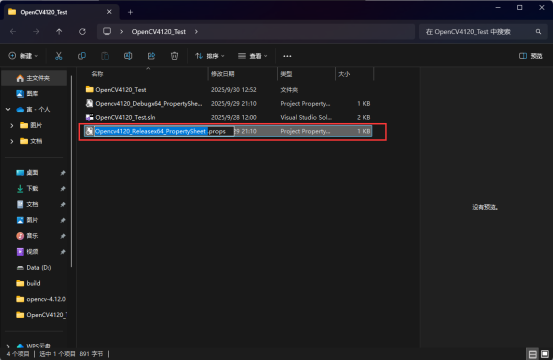 OpenCV4120_Test
OpenCV4120_Test
在 OpenCV4120_Test 中搜索
新建
排序
查看
预览
主文件夹
图库
个人
图片
文档
桌面
下载
文档
图片
音乐
视频
Data (D:)
build
opencv-4.12.0
OpenCV4120_T
WPS云盘
名称 修改日期 类型 大小
OpenCV4120_Test 2025/9/30 12:52 文件夹
Opencv4120_Debugx64_PropertyShe... 2025/9/29 21:10 Project Property... 1 KB
OpenCV4120_Test.sln 2025/9/28 12:00 Visual Studio Sol... 2 KB
Opencv4120_Releasex64_PropertySheet.props /29 21:10 Project Property... 1 KB
没有预览。
4 个项目 选中 1 个项目 891 字节